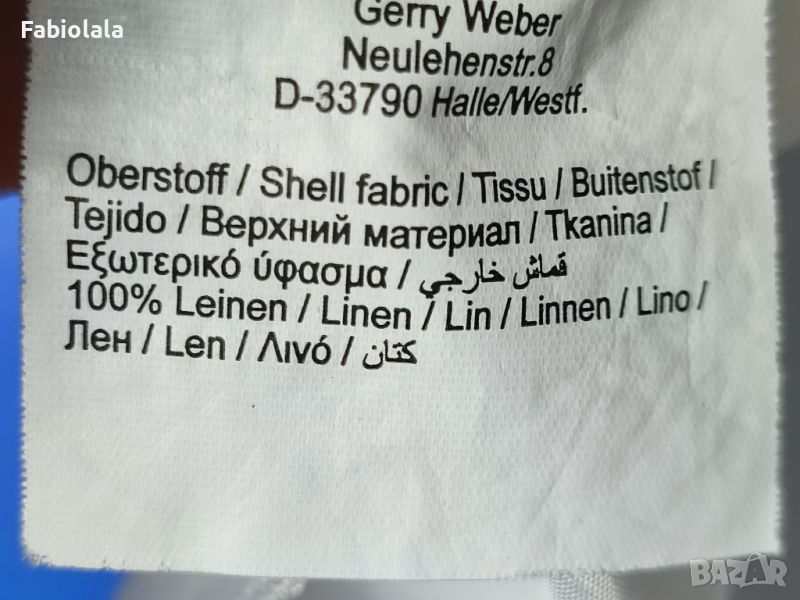 Fabiolala
Gerry Weber
Neulehenstr.8
D-33790 Halle/Westf.
Oberstoff / Shell fabric / Tissu / Buitenstof /
Tejido / Верхний материал / Tkanina /
Εξωτερικό ύφασμα / قماش خارجي
100% Leinen / Linen / Lin / Linnen / Lino /
Лен / Len / Λινό / كتان
BAZAR